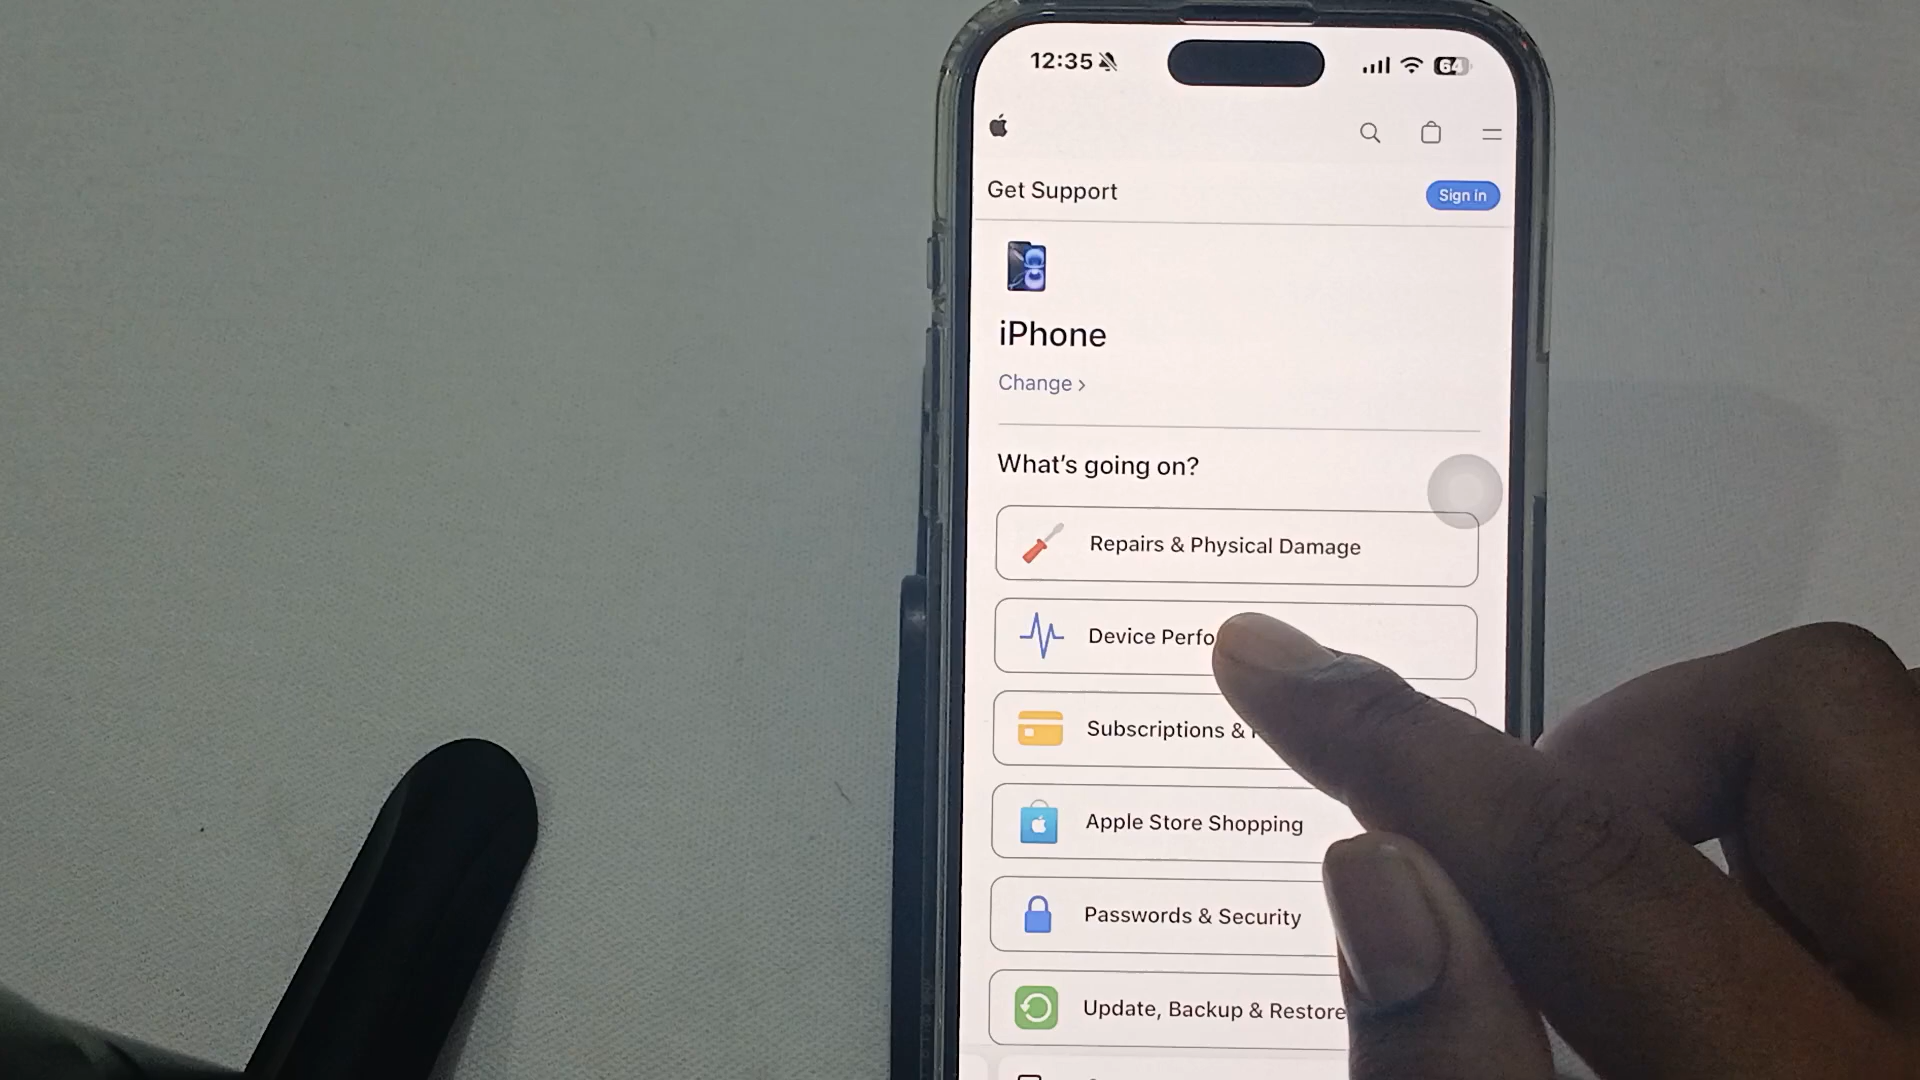 12:35
64
Get Support
Sign in
iPhone
Change >
What's going on?
Repairs & Physical Damage
Device Perfo
Subscriptions &
Apple Store Shopping
Passwords & Security
Update, Backup & Restore